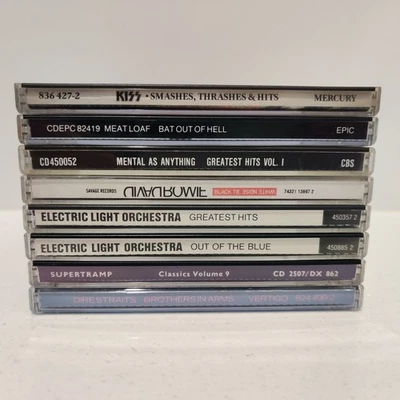 836 427-2 KISS · SMASHES, THRASHES & HITS MERCURY
CDEPC 82419 MEAT LOAF BAT OUT OF HELL EPIC
CD450052 MENTAL AS ANYTHING GREATEST HITS VOL. I CBS
SAVAGE RECORDS DAVID BOWIE BLACK TIE WHITE NOISE 74321 13697 2
ELECTRIC LIGHT ORCHESTRA GREATEST HITS 450357 2
ELECTRIC LIGHT ORCHESTRA OUT OF THE BLUE 450885 2
SUPERTRAMP Classics Volume 9 CD 2507/DX 862
DIRE STRAITS BROTHERS IN ARMS VERTIGO 824 499-2